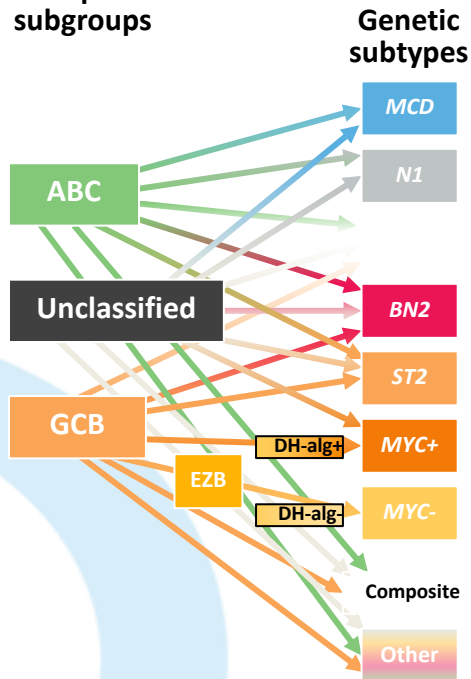 subgroups
Genetic
subtypes
MCD
N1
ABC
Unclassified
BN2
ST2
GCB
DH-alg+
MYC+
EZB
DH-alg-
MYC-
Composite
Other